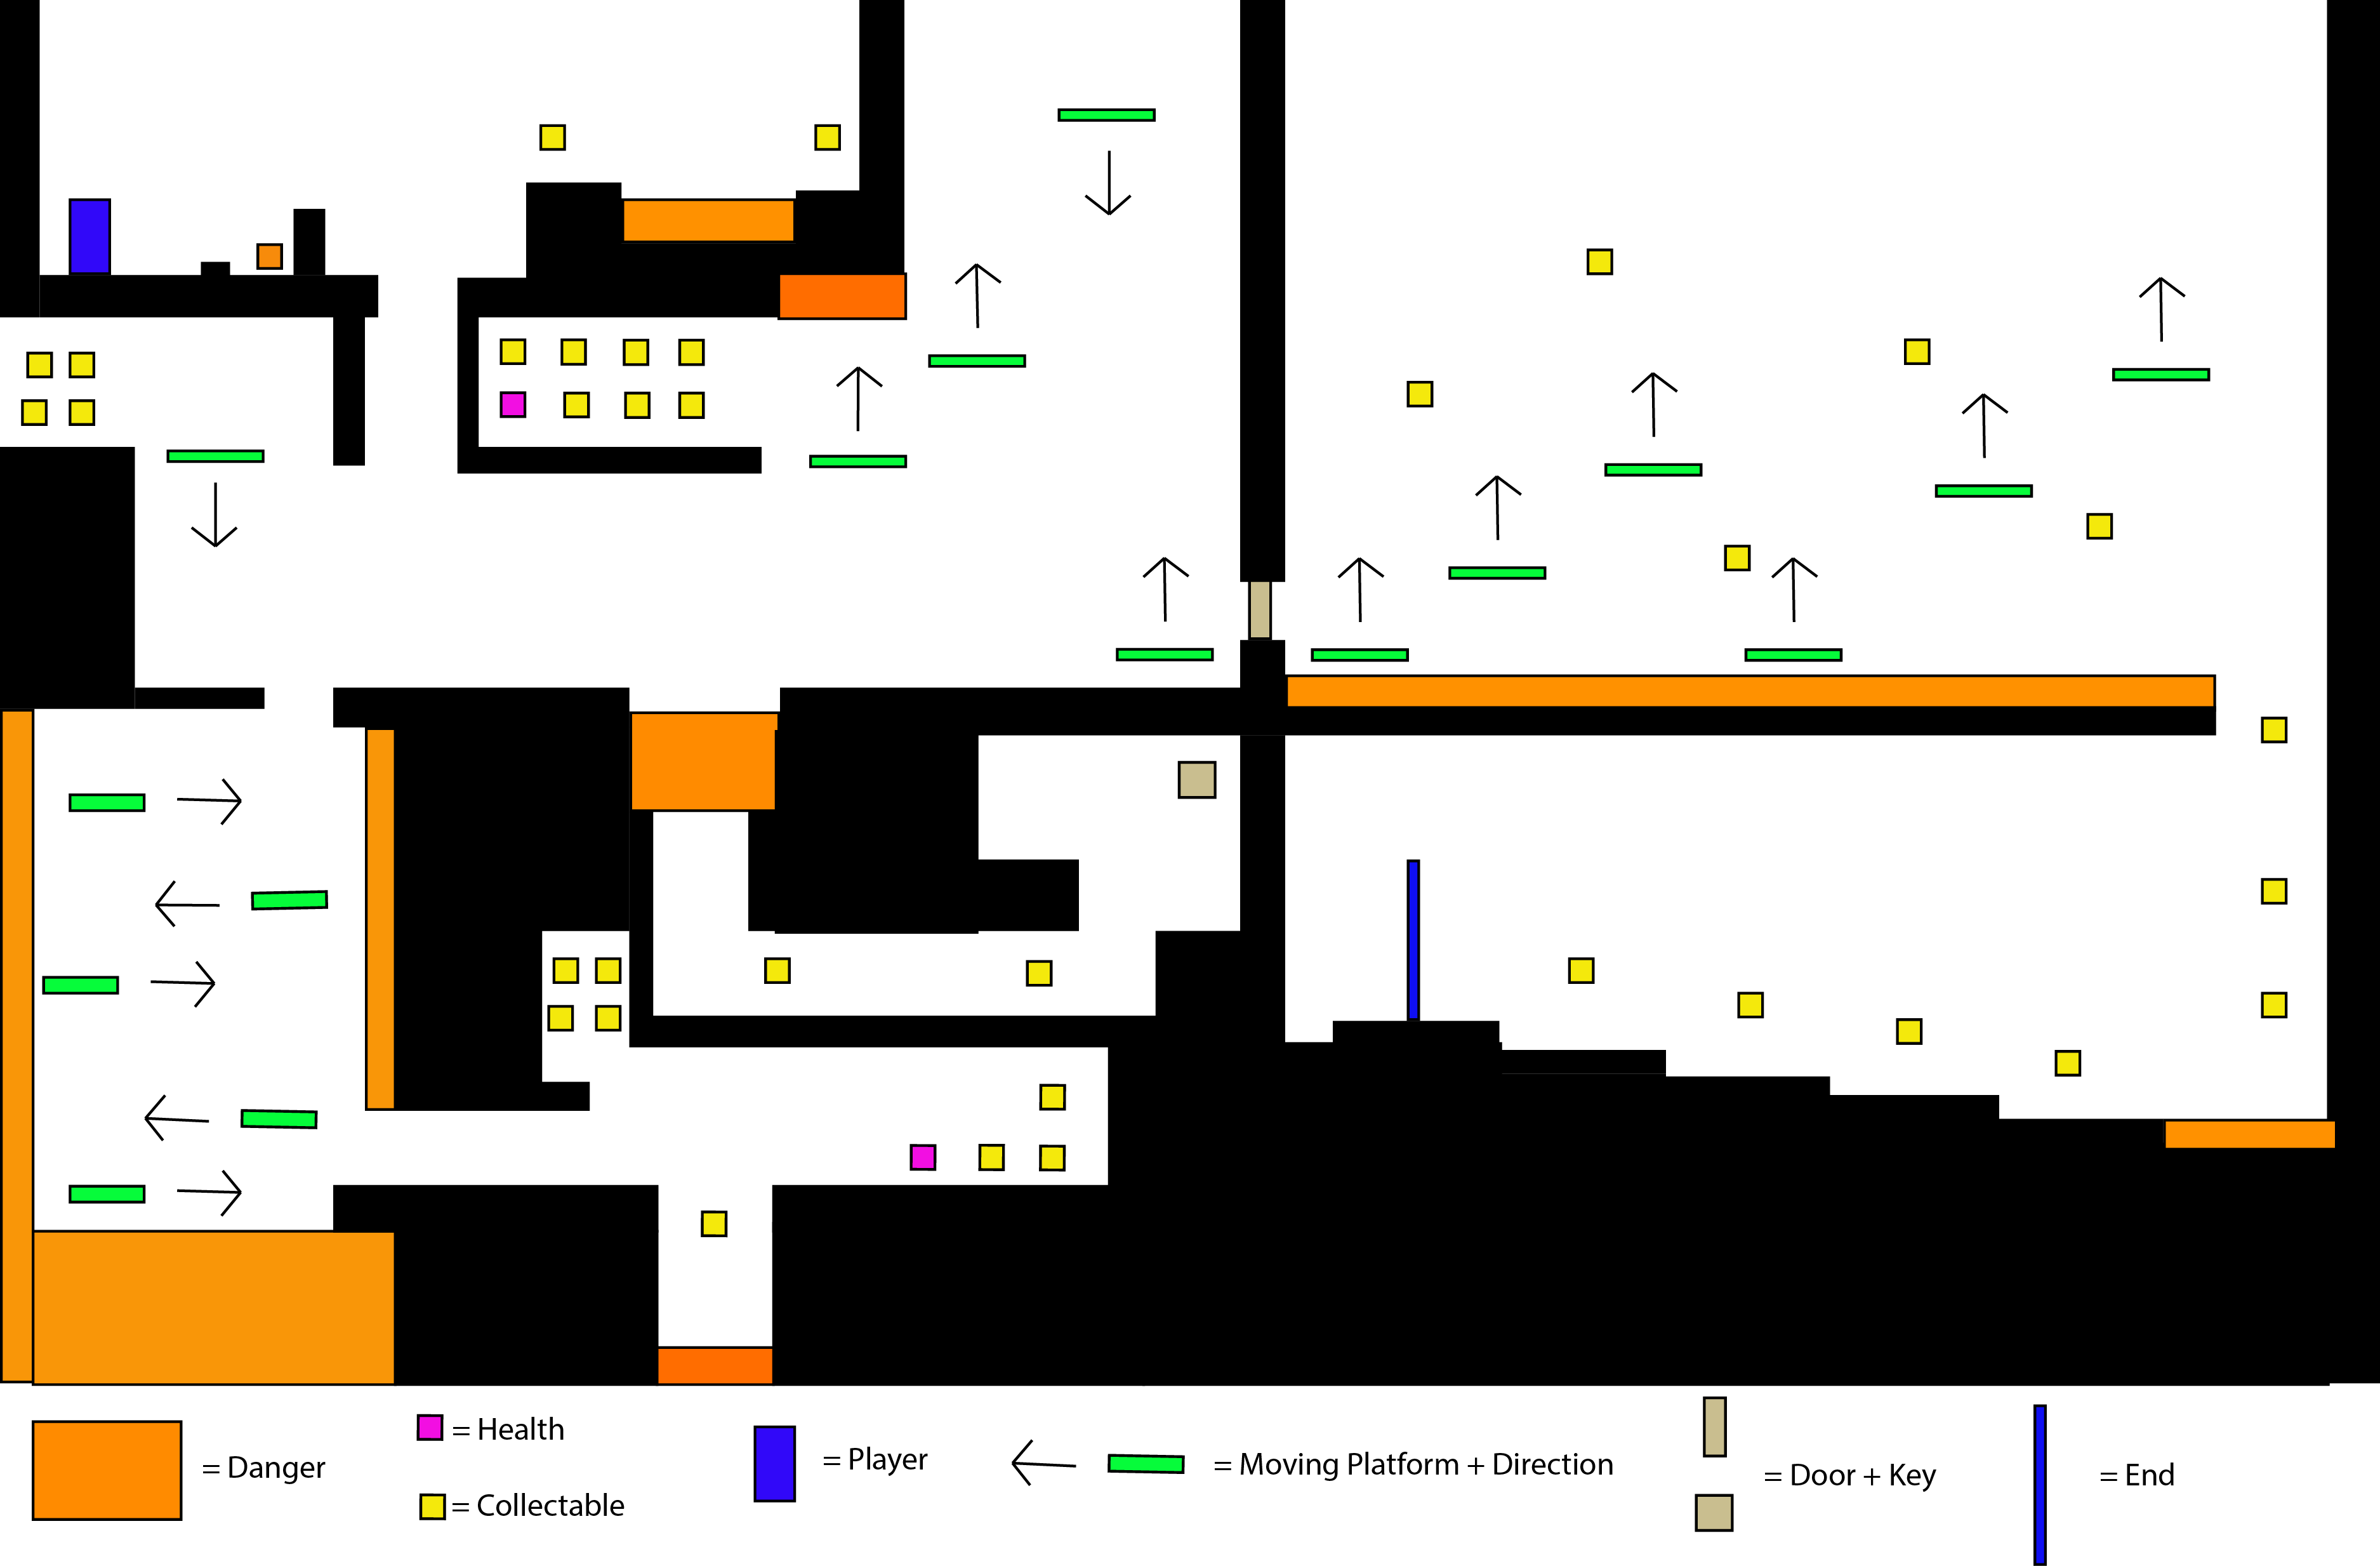 = Danger
= Health
= Collectable
= Player
= Moving Platform + Direction
= Door + Key
= End